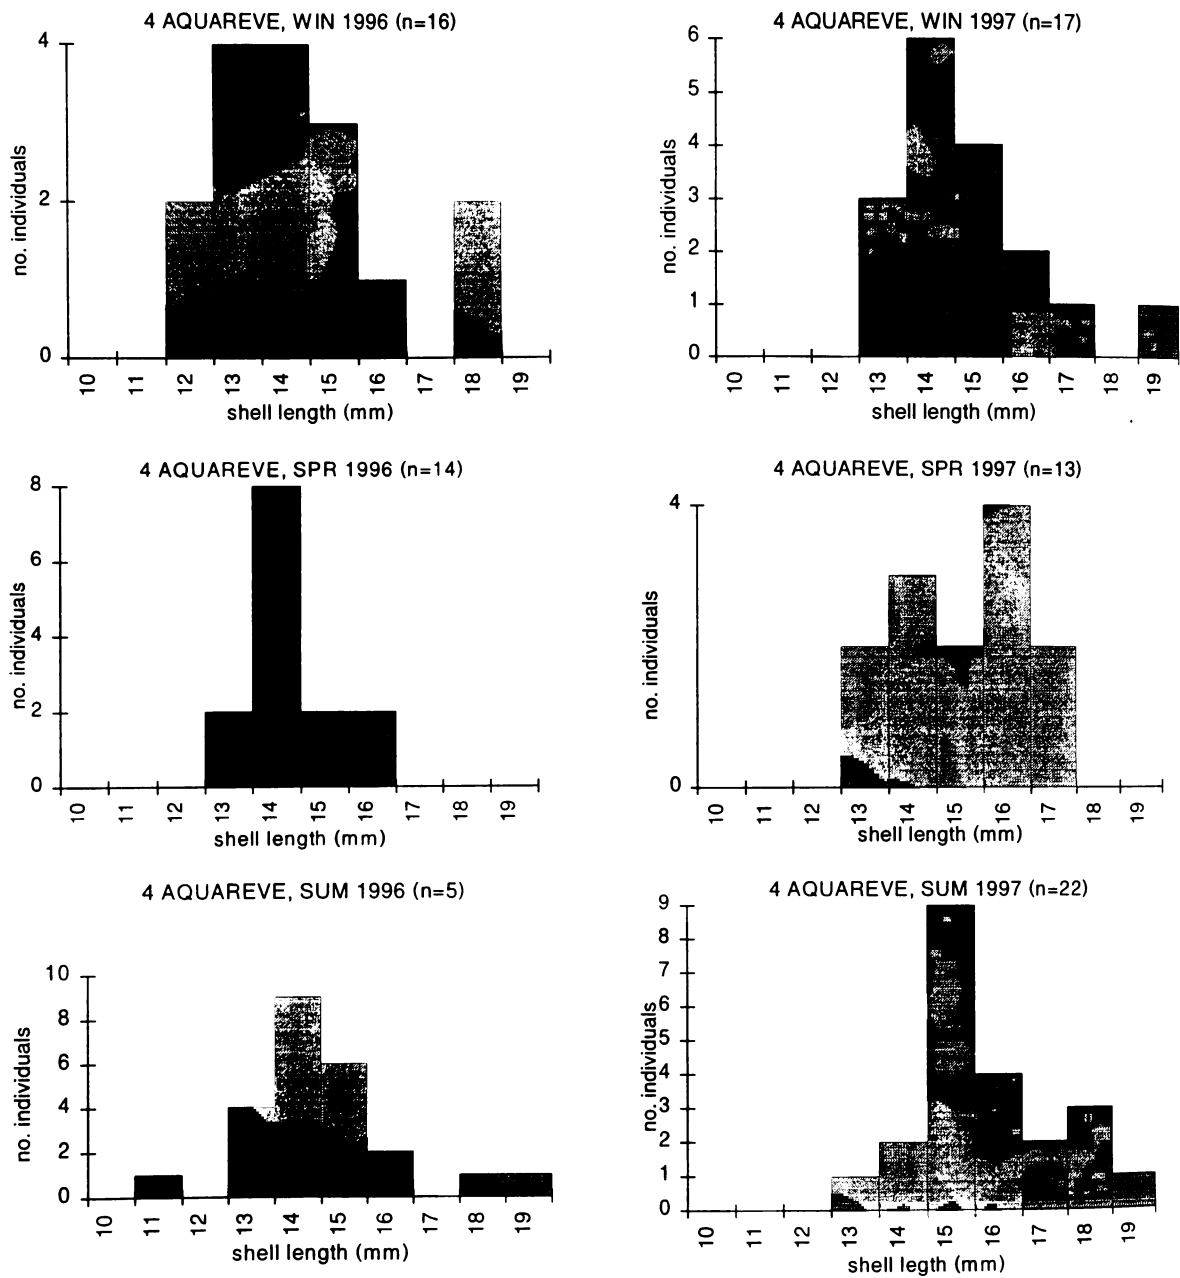 4 AQUAREVE, WIN 1996 (n=16)
4
2
0
no. individuals
10 11 12 13 14 15 16 17 18 19
shell length (mm)
4 AQUAREVE, WIN 1997 (n=17)
6
5
4
3
2
1
0
no. individuals
10 11 12 13 14 15 16 17 18 19
shell length (mm)
4 AQUAREVE, SPR 1996 (n=14)
8
6
4
2
0
no. individuals
10 11 12 13 14 15 16 17 18 19
shell length (mm)
4 AQUAREVE, SPR 1997 (n=13)
4
2
0
no. individuals
10 11 12 13 14 15 16 17 18 19
shell length (mm)
4 AQUAREVE, SUM 1996 (n=5)
10
8
6
4
2
0
no. individuals
10 11 12 13 14 15 16 17 18 19
shell length (mm)
4 AQUAREVE, SUM 1997 (n=22)
9
8
7
6
5
4
3
2
1
0
no. individuals
10 11 12 13 14 15 16 17 18 19
shell legth (mm)